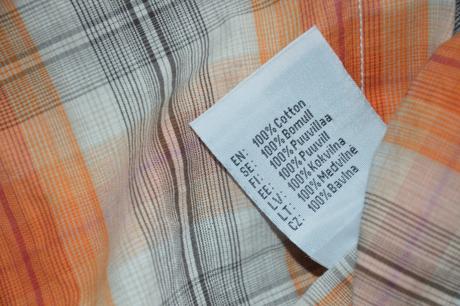 EN: 100% Cotton
SE: 100% Bomull
FI: 100% Puuvillaa
EE: 100% Puuvill
LV: 100% Kokvilna
LT: 100% Medvilnė
CZ: 100% Bavlna